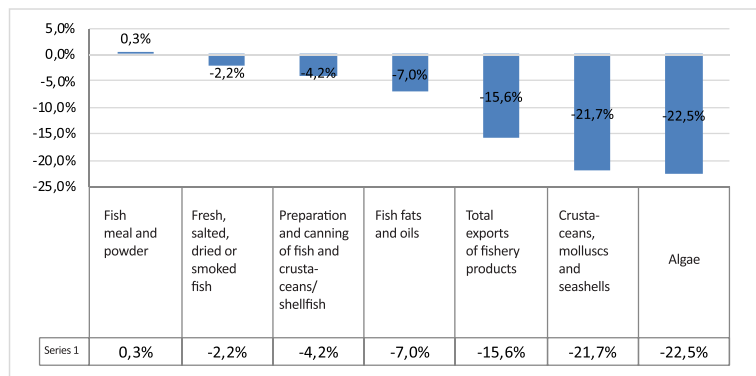 5,0%
0,0%
-5,0%
-10,0%
-15,0%
-20,0%
-25,0%
0,3%
-2,2%
-4,2%
-7,0%
-15,6%
-21,7%
-22,5%
Fish
meal and
powder
Fresh,
salted,
dried or
smoked
fish
Preparation
and canning
of fish and
crusta-
ceans/
shellfish
Fish fats
and oils
Total
exports
of fishery
products
Crusta-
ceans,
molluscs
and
seashells
Algae
Series 1 0,3% -2,2% -4,2% -7,0% -15,6% -21,7% -22,5%